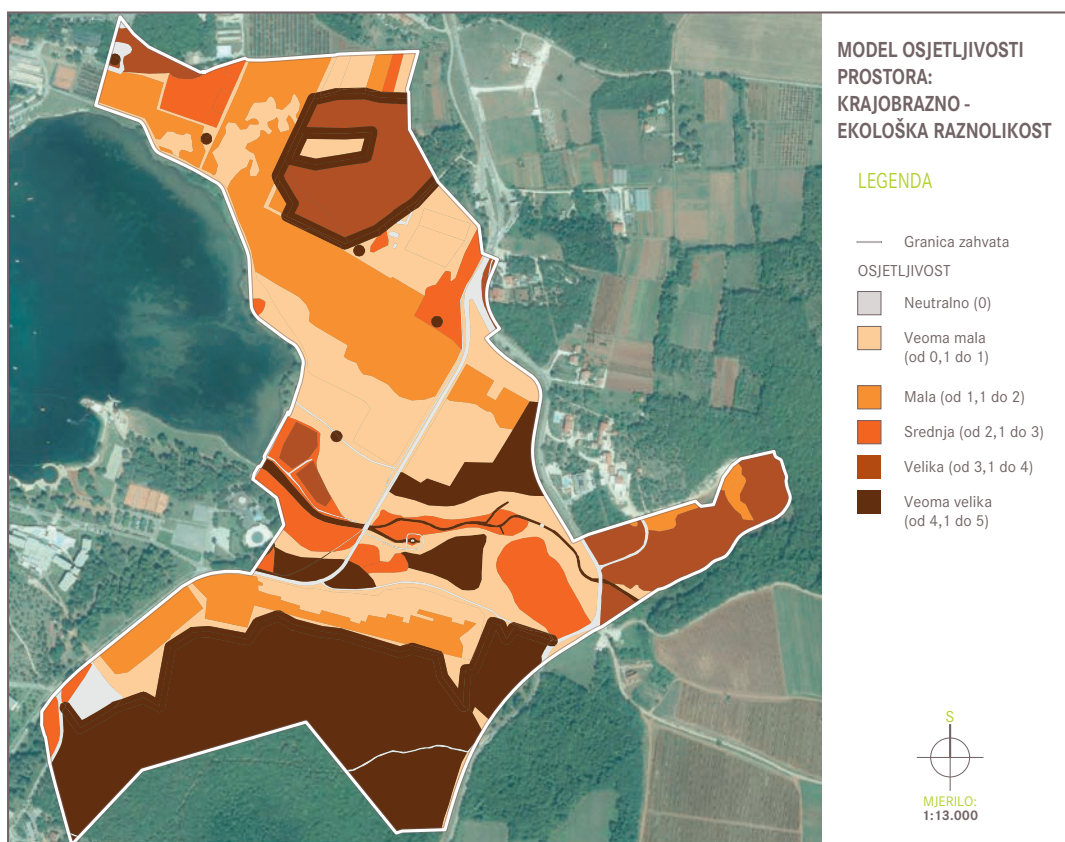 MODEL OSJETLJIVOSTI
PROSTORA:
KRAJOBRAZNO -
EKOLOŠKA RAZNOLIKOST
LEGENDA
Granica zahvata
OSJETLJIVOST
Neutralno (0)
Veoma mala
(od 0,1 do 1)
Mala (od 1,1 do 2)
Srednja (od 2,1 do 3)
Velika (od 3,1 do 4)
Veoma velika
(od 4,1 do 5)
S
MJERILO:
1:13.000